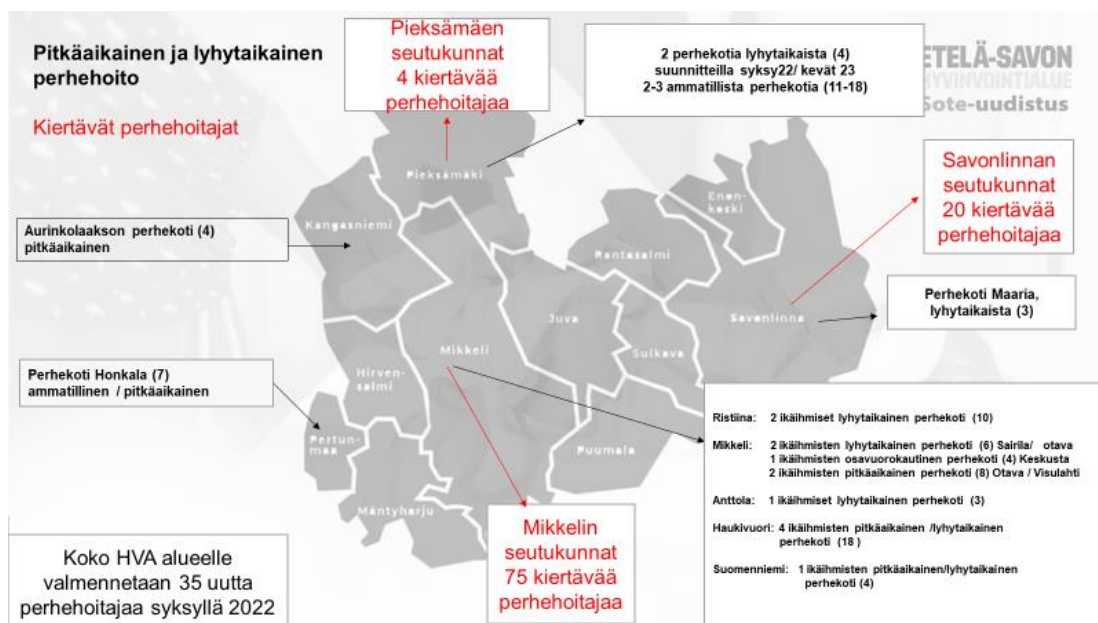 Pitkäaikainen ja lyhytaikainen
perhehoito
Kiertävät perhehoitajat
Pieksämäen
seutukunnat
4 kiertävää
perhehoitajaa
2 perhekotia lyhytaikaista (4)
suunnitteilla syksy22/ kevät 23
2-3 ammatillista perhekotia (11-18)
ETELÄ-SAVON
HYVINVOINTIALUE
Sote-uudistus
Savonlinnan
seutukunnat
20 kiertävää
perhehoitajaa
Aurinkolaakson perhekoti (4)
pitkäaikainen
Perhekoti Maaria,
lyhytaikaista (3)
Perhekoti Honkala (7)
ammatillinen / pitkäaikainen
Pieksämäki
Kangasniemi
Enon-
koski
Rantasalmi
Savonlinna
Juva
Mikkeli
Sulkava
Hirven-
salmi
Pertun-
maa
Puumala
Mäntyharju
Ristiina: 2 ikäihmiset lyhytaikainen perhekoti (10)
Mikkeli: 2 ikäihmisten lyhytaikainen perhekoti (6) Sairila/ otava
1 ikäihmisten osavuorokautinen perhekoti (4) Keskusta
2 ikäihmisten pitkäaikainen perhekoti (8) Otava / Visulahti
Anttola: 1 ikäihmiset lyhytaikainen perhekoti (3)
Haukivuori: 4 ikäihmisten pitkäaikainen /lyhytaikainen
perhekoti (18 )
Suomenniemi: 1 ikäihmisten pitkäaikainen/lyhytaikainen
perhekoti (4)
Mikkelin
seutukunnat
75 kiertävää
perhehoitajaa
Koko HVA alueelle
valmennetaan 35 uutta
perhehoitajaa syksyllä 2022